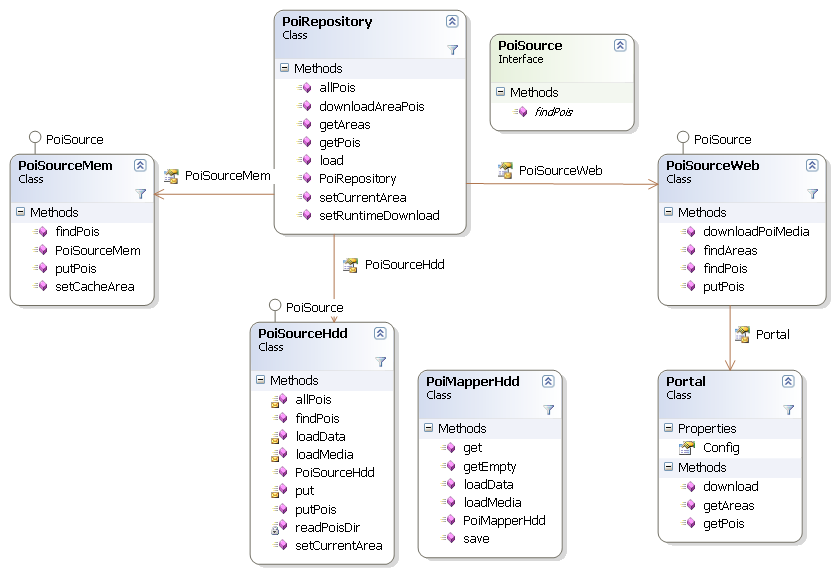 PoiRepository
Class
Methods
allPois
downloadAreaPois
getAreas
getPois
load
PoiRepository
setCurrentArea
setRuntimeDownload
PoiSource
Interface
Methods
findPois
PoiSource
PoiSourceMem
Class
Methods
findPois
PoiSourceMem
putPois
setCacheArea
PoiSourceMem
PoiSourceWeb
PoiSource
PoiSourceWeb
Class
Methods
downloadPoiMedia
findAreas
findPois
putPois
PoiSourceHdd
PoiSource
PoiSourceHdd
Class
Methods
allPois
findPois
loadData
loadMedia
PoiSourceHdd
put
putPois
readPoisDir
setCurrentArea
PoiMapperHdd
Class
Methods
get
getEmpty
loadData
loadMedia
PoiMapperHdd
save
Portal
Portal
Class
Properties
Config
Methods
download
getAreas
getPois